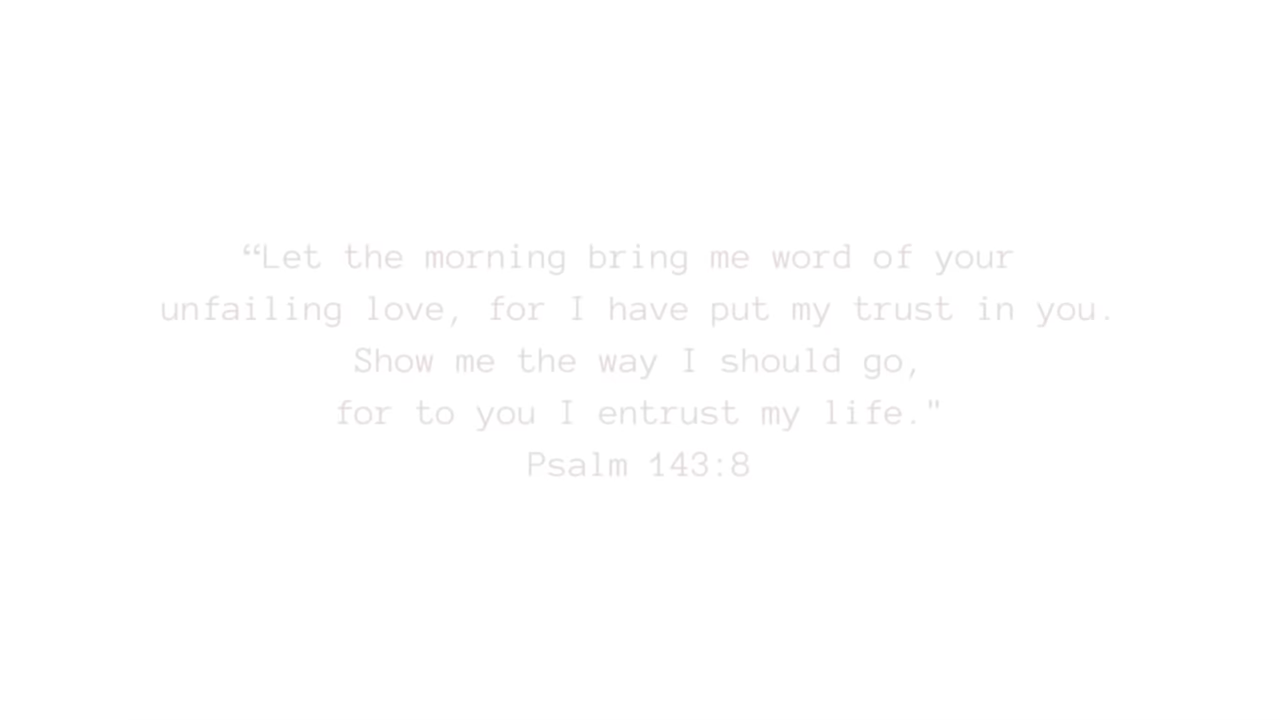 “Let the morning bring me word of your
unfailing love, for I have put my trust in you.
Show me the way I should go,
for to you I entrust my life."
Psalm 143:8